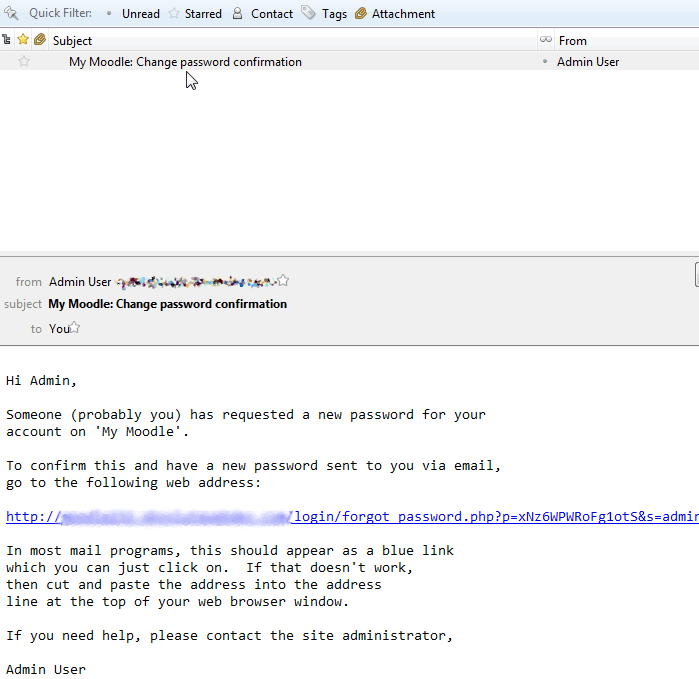 Quick Filter: Unread Starred Contact Tags Attachment
Subject From
My Moodle: Change password confirmation Admin User
from Admin User
subject My Moodle: Change password confirmation
to You
Hi Admin,
Someone (probably you) has requested a new password for your
account on 'My Moodle'.
To confirm this and have a new password sent to you via email,
go to the following web address:
http:// /login/forgot_password.php?p=xNz6WPWRoFg1otS&s=admin
In most mail programs, this should appear as a blue link
which you can just click on.  If that doesn't work,
then cut and paste the address into the address
line at the top of your web browser window.
If you need help, please contact the site administrator,
Admin User